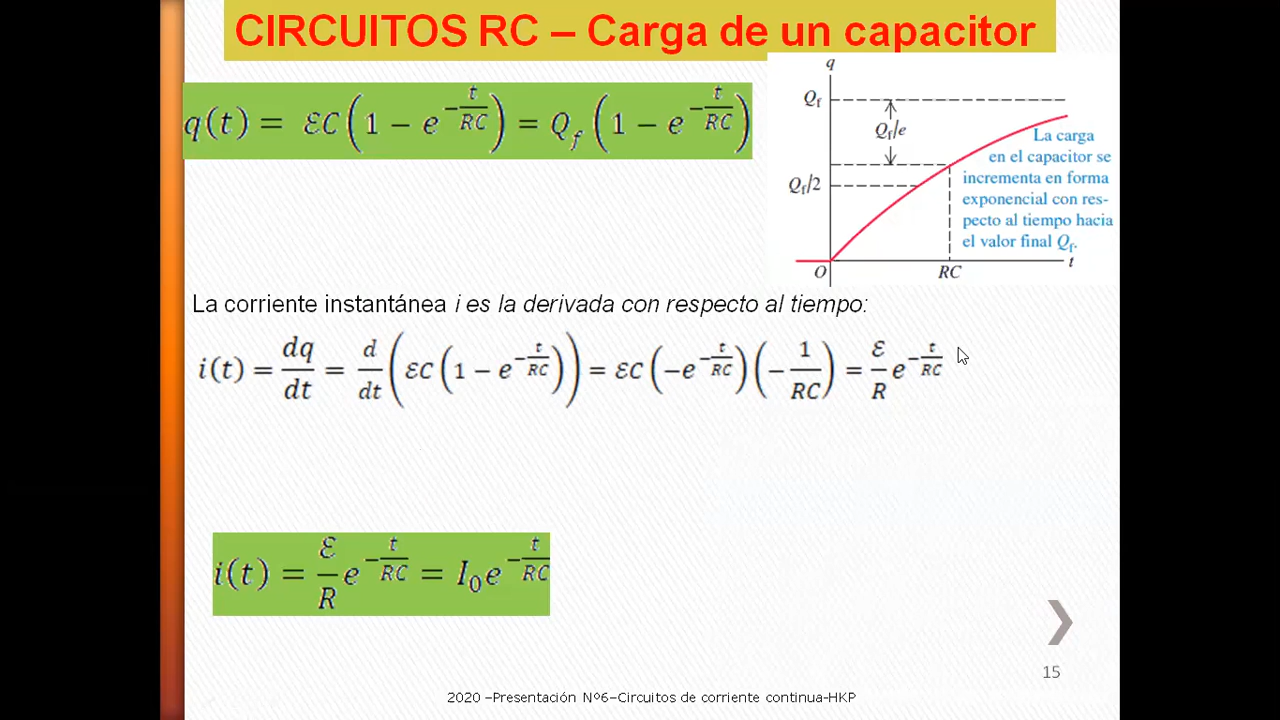 CIRCUITOS RC – Carga de un capacitor
q(t) = ℰC(1 − e^(−t/RC)) = Q_f (1 − e^(−t/RC))
q
Q_f
Q_f/e
Q_f/2
La carga
en el capacitor se
incrementa en forma
exponencial con res-
pecto al tiempo hacia
el valor final Q_f.
O
RC
t
La corriente instantánea i es la derivada con respecto al tiempo:
i(t) = dq/dt = d/dt (ℰC(1 − e^(−t/RC))) = ℰC(−e^(−t/RC))(−1/RC) = ℰ/R e^(−t/RC)
i(t) = ℰ/R e^(−t/RC) = I_0 e^(−t/RC)
15
2020 –Presentación Nº6–Circuitos de corriente continua-HKP